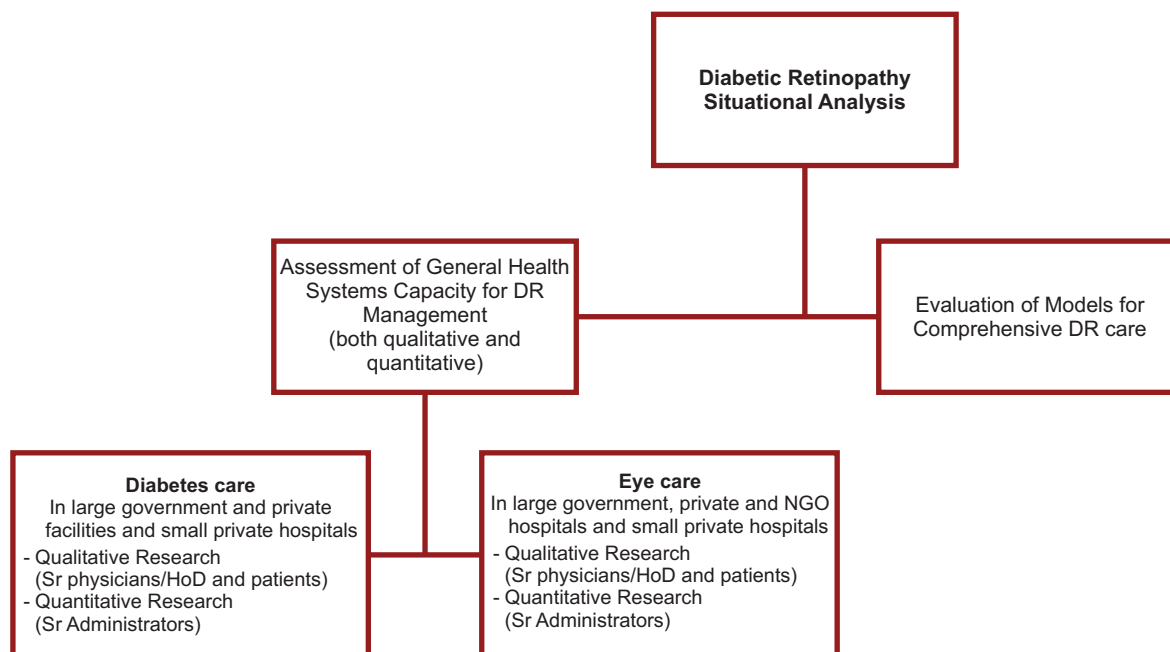 Diabetic Retinopathy
Situational Analysis
Assessment of General Health
Systems Capacity for DR
Management
(both qualitative and
quantitative)
Evaluation of Models for
Comprehensive DR care
Diabetes care
In large government and private
facilities and small private hospitals
- Qualitative Research
(Sr physicians/HoD and patients)
- Quantitative Research
(Sr Administrators)
Eye care
In large government, private and NGO
hospitals and small private hospitals
- Qualitative Research
(Sr physicians/HoD and patients)
- Quantitative Research
(Sr Administrators)